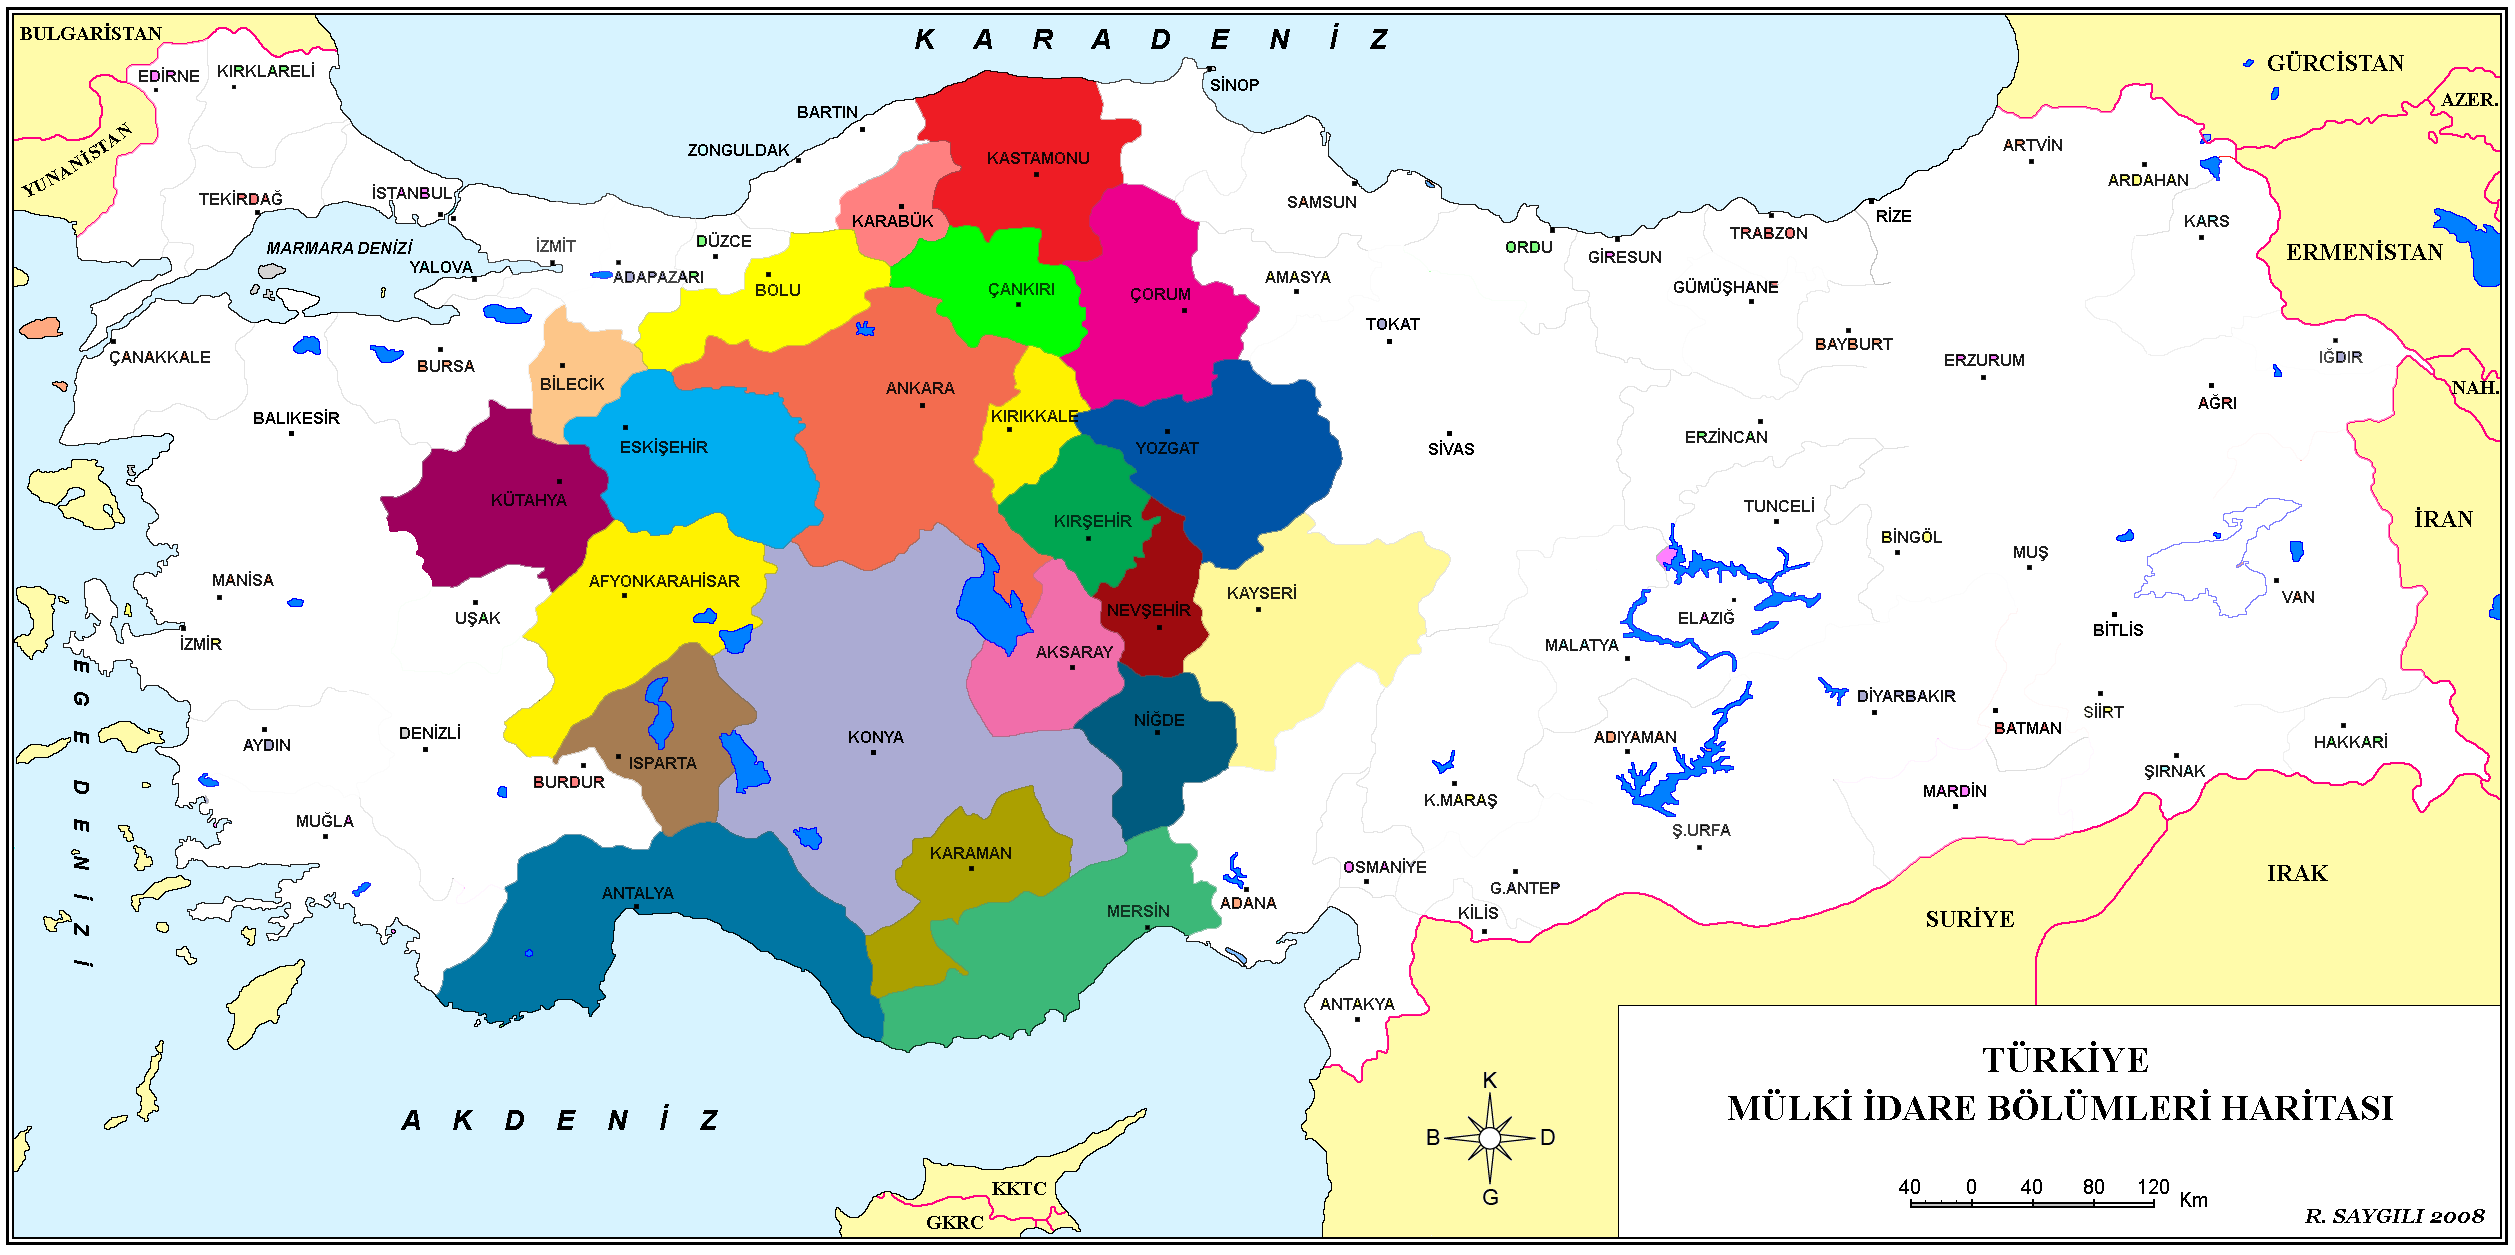 KARADENİZ
BULGARİSTAN
EDİRNE
KIRKLARELİ
YUNANİSTAN
TEKİRDAĞ
İSTANBUL
MARMARA DENİZİ
YALOVA
İZMİT
ADAPAZARI
DÜZCE
ZONGULDAK
BARTIN
KASTAMONU
SİNOP
KARABÜK
BOLU
ÇANKIRI
ÇORUM
SAMSUN
AMASYA
TOKAT
ORDU
GİRESUN
TRABZON
RİZE
GÜMÜŞHANE
BAYBURT
ARTVİN
ARDAHAN
KARS
GÜRCİSTAN
AZER.
ERMENİSTAN
IĞDIR
NAH.
ERZURUM
AĞRI
ÇANAKKALE
BURSA
BİLECİK
BALIKESİR
ESKİŞEHİR
KÜTAHYA
ANKARA
KIRIKKALE
YOZGAT
SİVAS
ERZİNCAN
TUNCELİ
BİNGÖL
MUŞ
İRAN
VAN
BİTLİS
KIRŞEHİR
NEVŞEHİR
KAYSERİ
MANİSA
UŞAK
AFYONKARAHİSAR
İZMİR
EGE DENİZİ
AKSARAY
MALATYA
ELAZIĞ
DİYARBAKIR
BATMAN
SİİRT
ŞIRNAK
HAKKARİ
AYDIN
DENİZLİ
BURDUR
ISPARTA
KONYA
NİĞDE
K.MARAŞ
ADIYAMAN
MARDİN
Ş.URFA
MUĞLA
ANTALYA
KARAMAN
MERSİN
ADANA
OSMANİYE
G.ANTEP
KİLİS
ANTAKYA
SURİYE
IRAK
AKDENİZ
KKTC
GKRC
K
B
D
G
TÜRKİYE
MÜLKİ İDARE BÖLÜMLERİ HARİTASI
40 0 40 80 120 Km
R. SAYGILI 2008